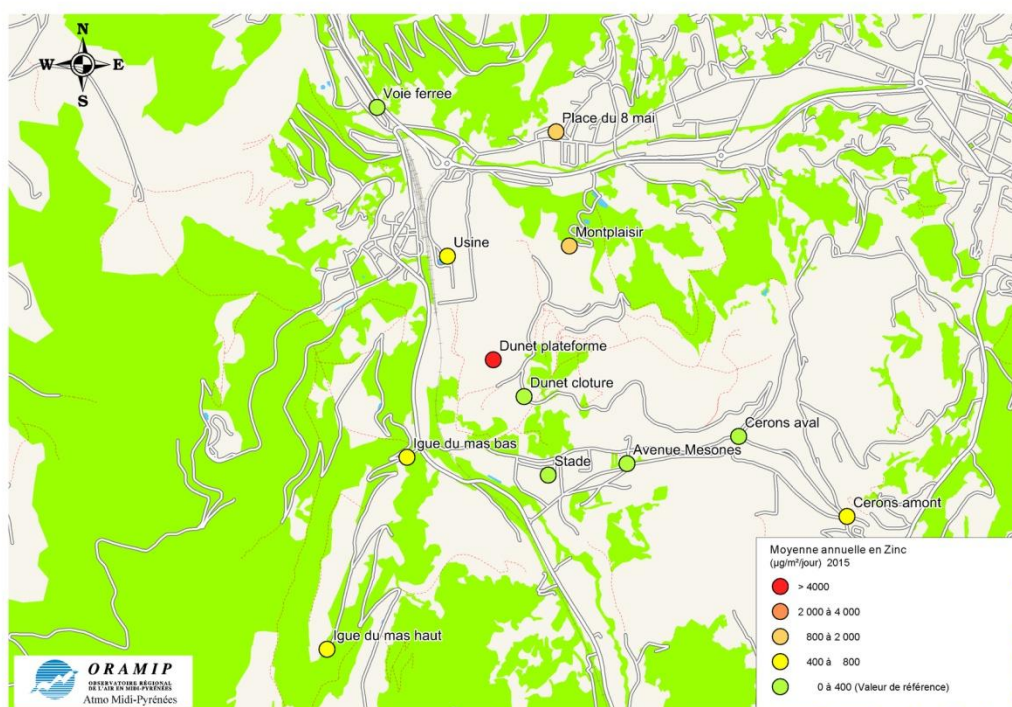 N
W E
S
Voie ferree
Place du 8 mai
Usine
Montplaisir
Dunet plateforme
Dunet cloture
Cerons aval
Igue du mas bas
Avenue Mesones
Stade
Cerons amont
Igue du mas haut
Moyenne annuelle en Zinc
(µg/m²/jour) 2015
> 4000
2 000 à 4 000
800 à 2 000
400 à 800
0 à 400 (Valeur de référence)
ORAMIP
OBSERVATOIRE RÉGIONAL
DE L'AIR EN MIDI-PYRÉNÉES
Atmo Midi-Pyrénées